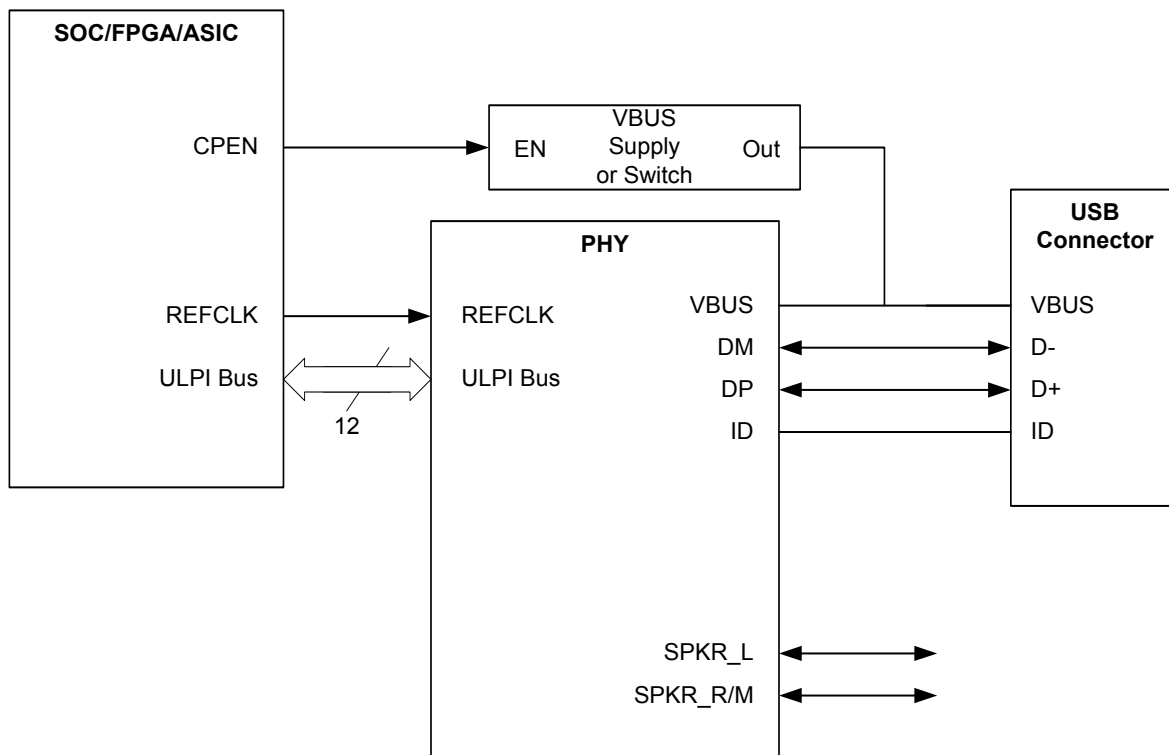 SOC/FPGA/ASIC
CPEN
REFCLK
ULPI Bus
12
EN
VBUS
Supply
or Switch
Out
PHY
REFCLK
ULPI Bus
VBUS
DM
DP
ID
SPKR_L
SPKR_R/M
USB
Connector
VBUS
D-
D+
ID